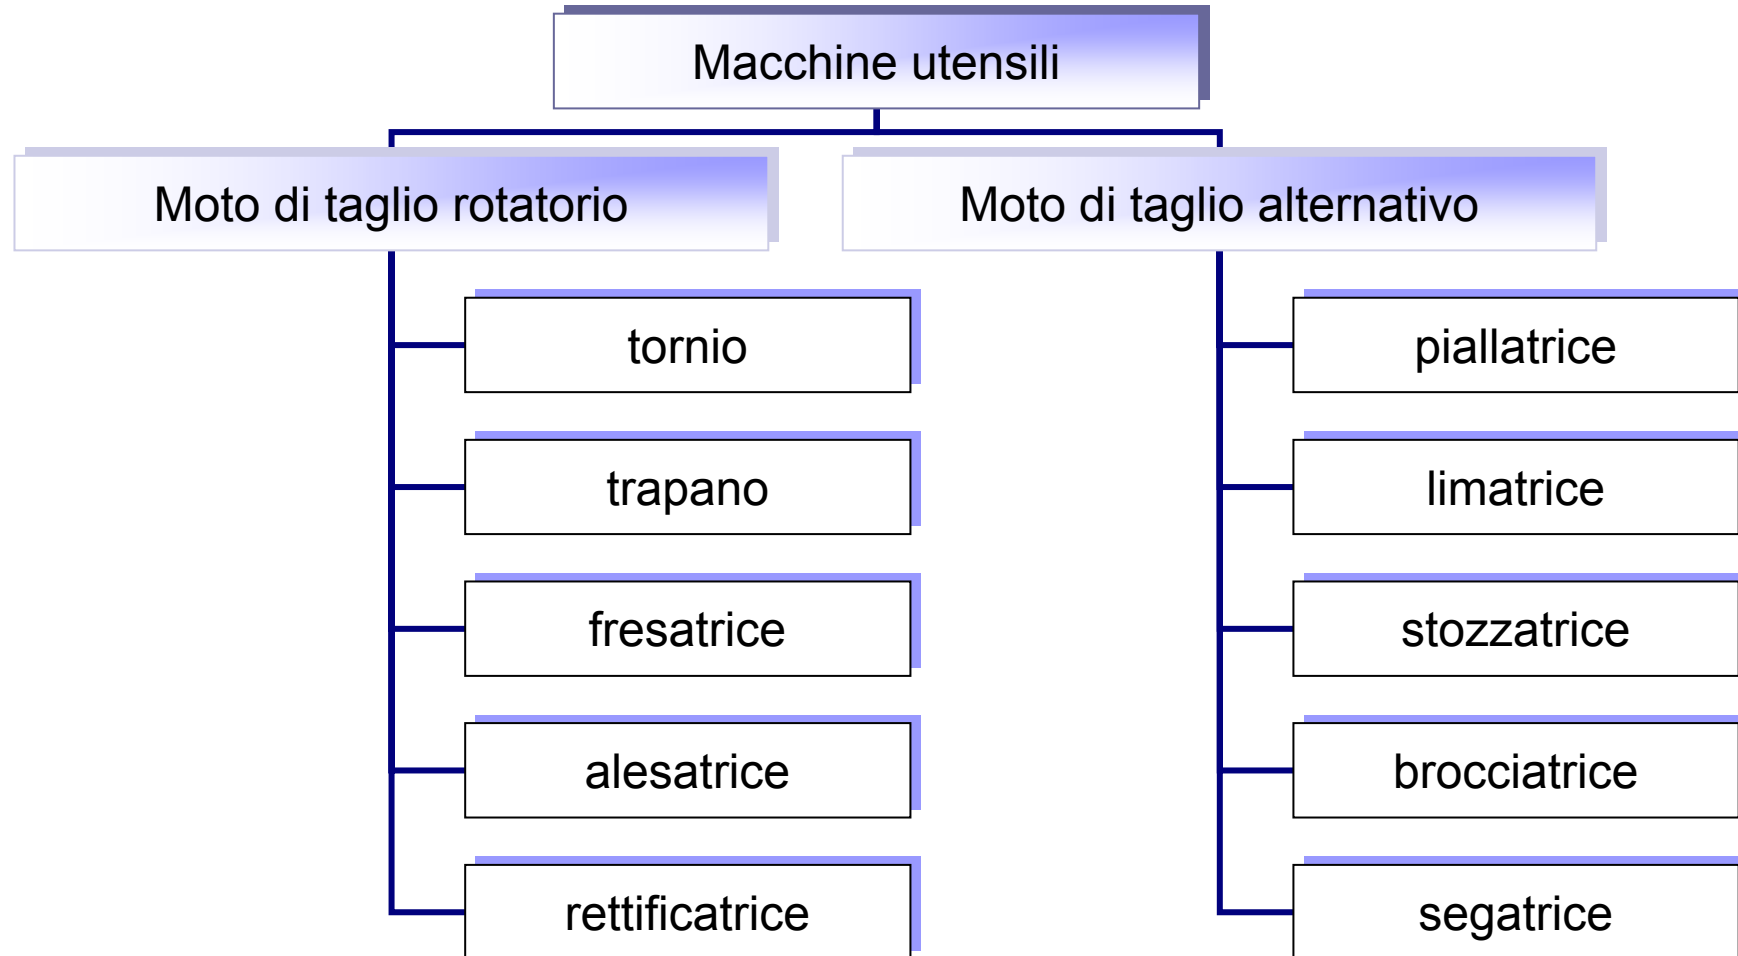 Macchine utensili
Moto di taglio rotatorio
Moto di taglio alternativo
tornio
piallatrice
trapano
limatrice
fresatrice
stozzatrice
alesatrice
brocciatrice
rettificatrice
segatrice